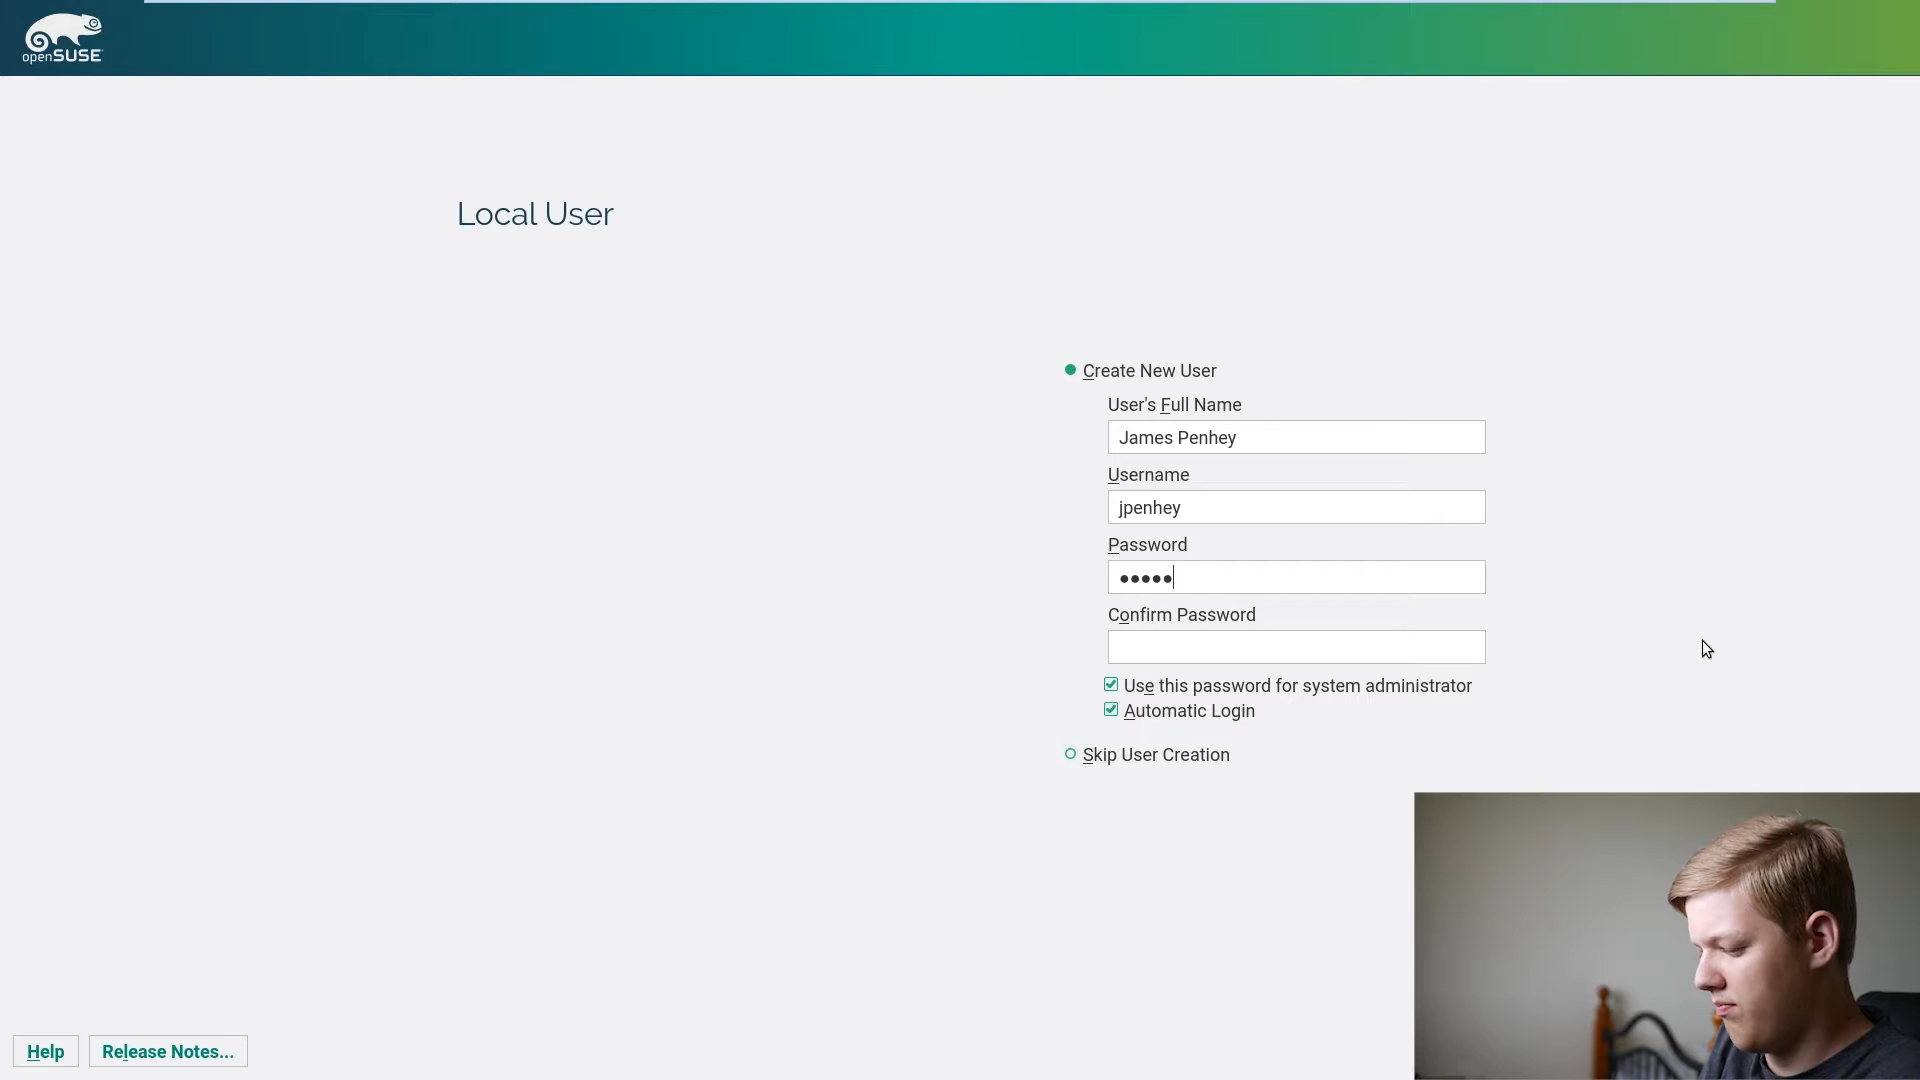 openSUSE
Local User
Create New User
User's Full Name
James Penhey
Username
jpenhey
Password
●●●●●
Confirm Password
Use this password for system administrator
Automatic Login
Skip User Creation
Help
Release Notes...